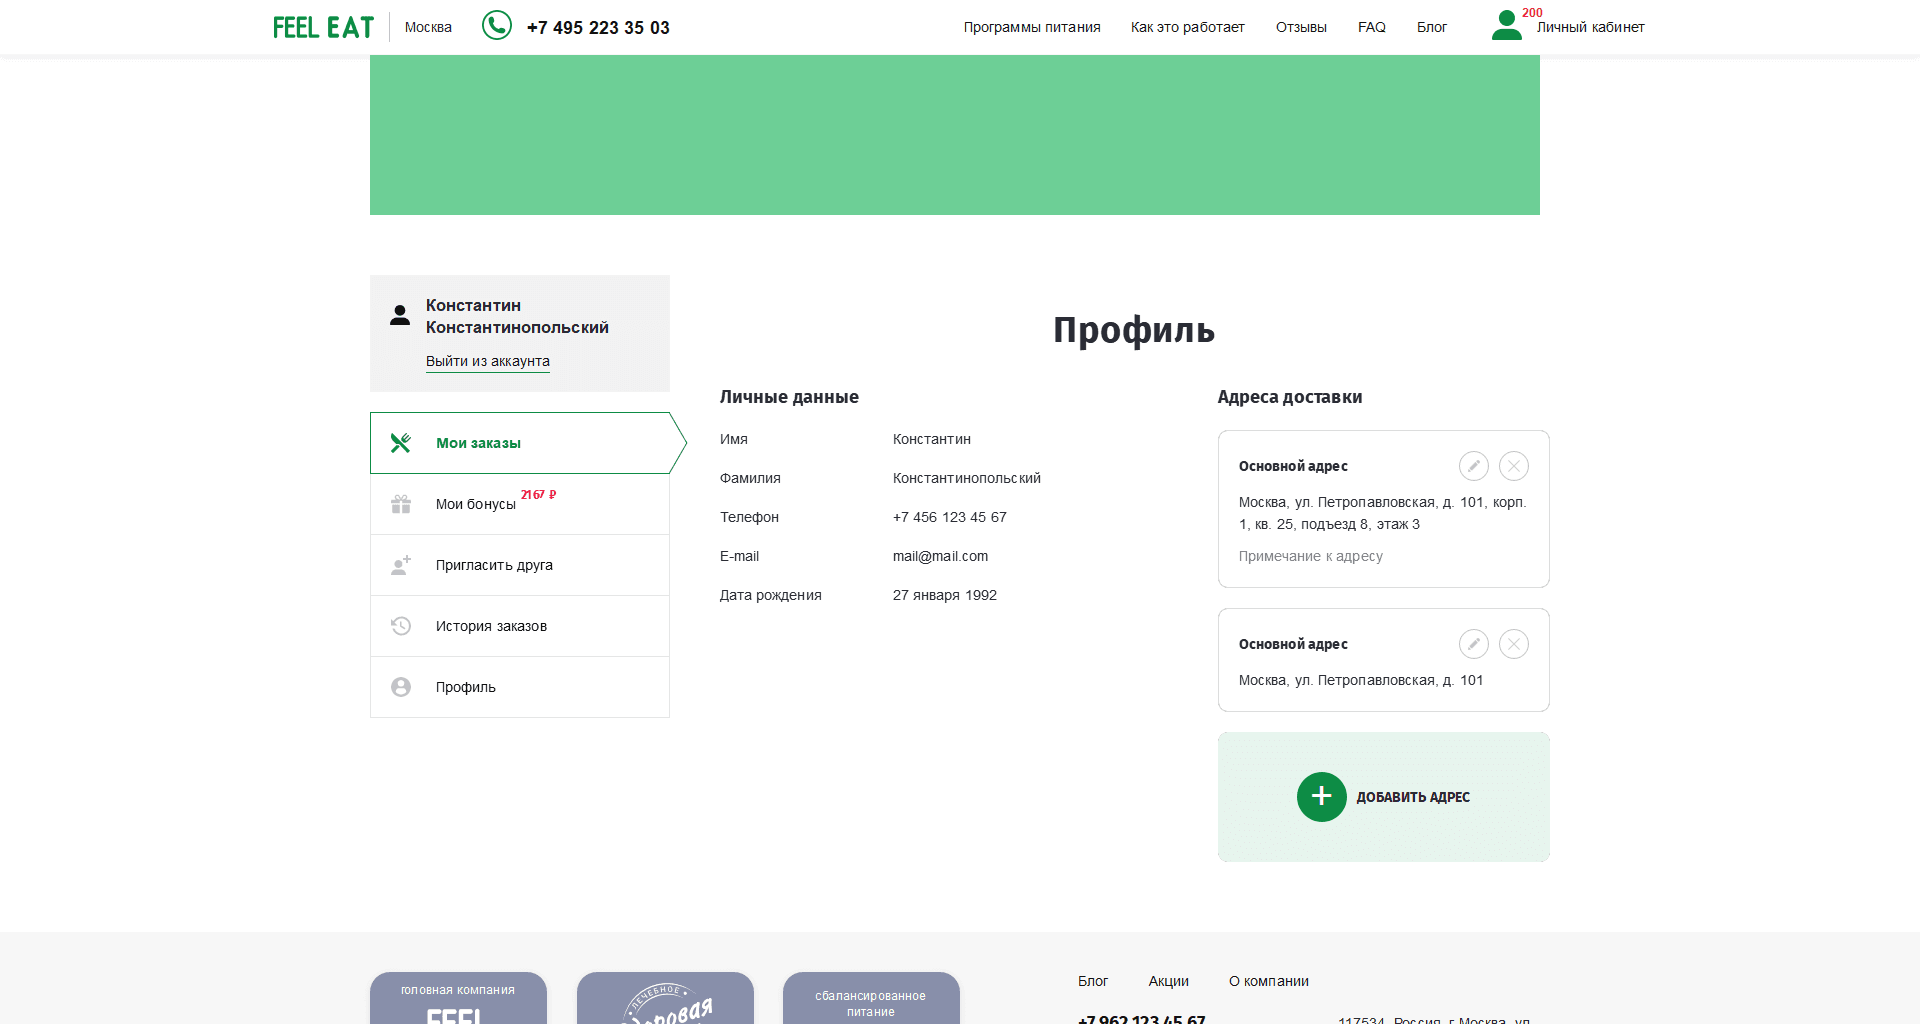 FEEL EAT
Москва
+7 495 223 35 03
Программы питания
Как это работает
Отзывы
FAQ
Блог
200
Личный кабинет
Константин
Константинопольский
Выйти из аккаунта
Мои заказы
Мои бонусы 2167 ₽
Пригласить друга
История заказов
Профиль
Профиль
Личные данные
Имя Константин
Фамилия Константинопольский
Телефон +7 456 123 45 67
E-mail mail@mail.com
Дата рождения 27 января 1992
Адреса доставки
Основной адрес
Москва, ул. Петропавловская, д. 101, корп.
1, кв. 25, подъезд 8, этаж 3
Примечание к адресу
Основной адрес
Москва, ул. Петропавловская, д. 101
ДОБАВИТЬ АДРЕС
головная компания
FEEL
ЛЕЧЕБНОЕ
сбалансированное
питание
Блог
Акции
О компании
+7 962 123 45 67
117534, Россия, г.Москва, ул.